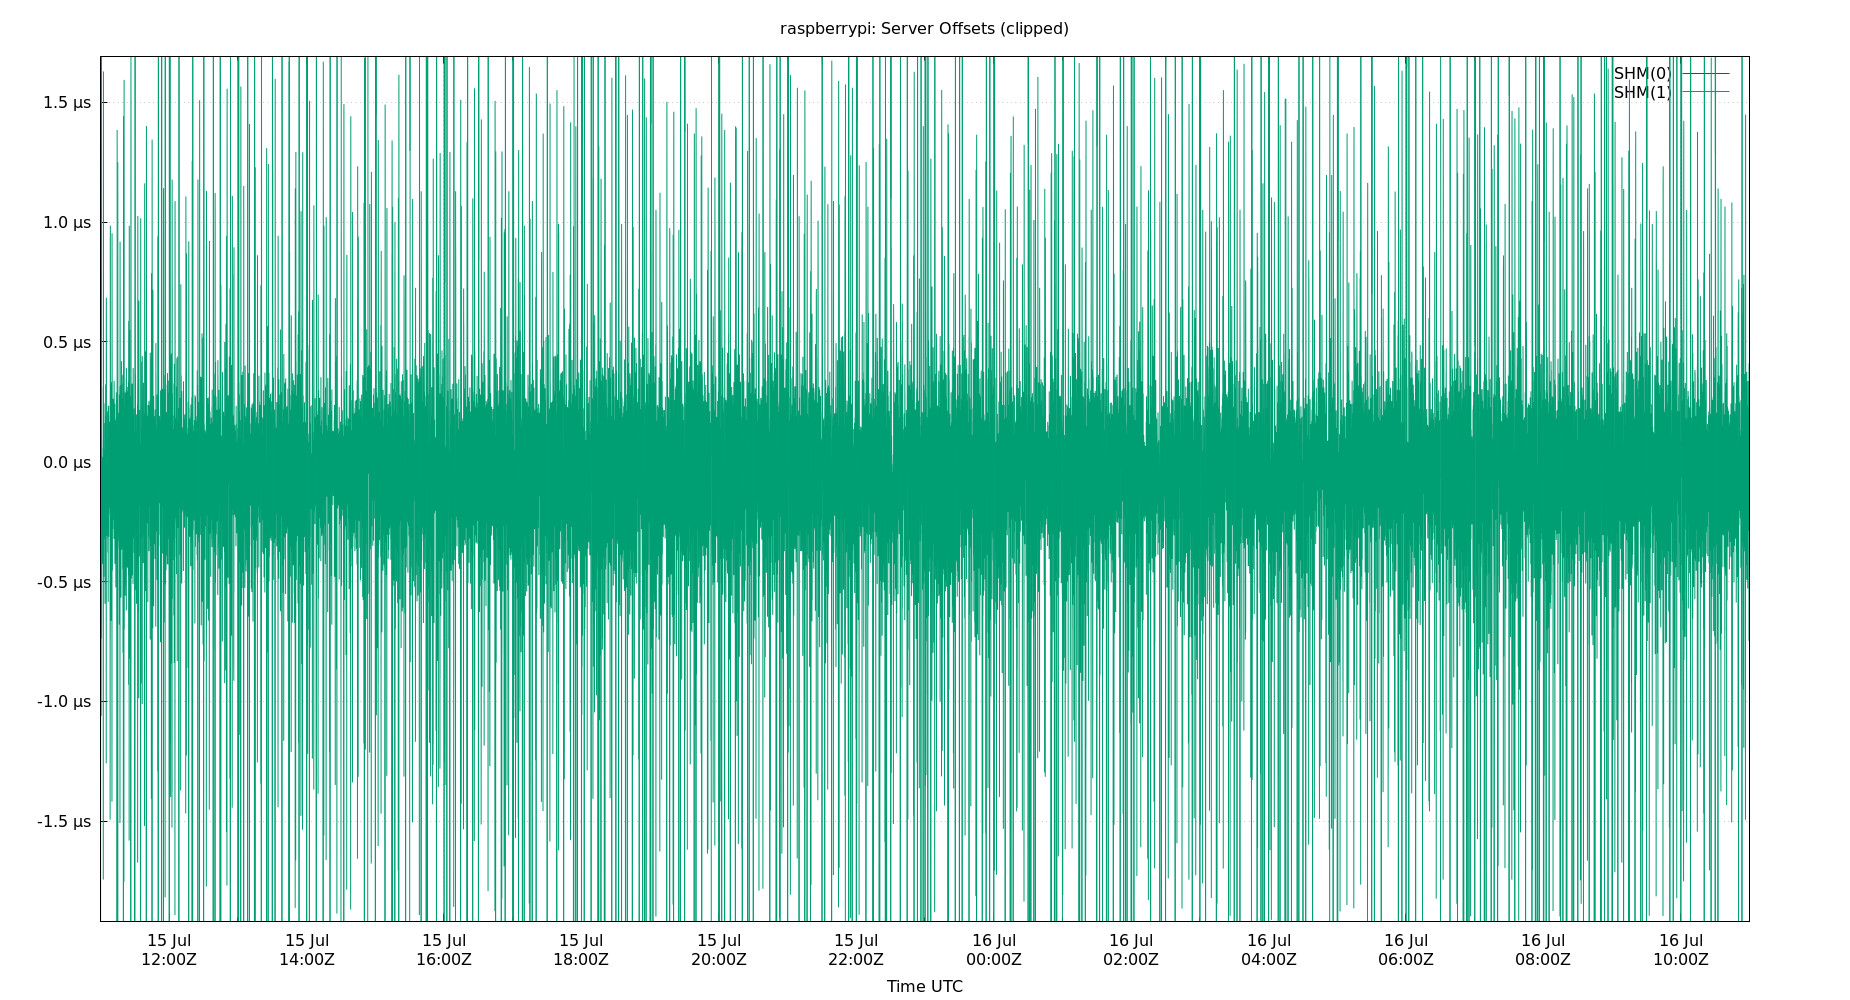 raspberrypi: Server Offsets (clipped)
SHM(0)
SHM(1)
1.5 µs
1.0 µs
0.5 µs
0.0 µs
-0.5 µs
-1.0 µs
-1.5 µs
15 Jul 15 Jul 15 Jul 15 Jul 15 Jul 15 Jul 16 Jul 16 Jul 16 Jul 16 Jul 16 Jul 16 Jul
12:00Z 14:00Z 16:00Z 18:00Z 20:00Z 22:00Z 00:00Z 02:00Z 04:00Z 06:00Z 08:00Z 10:00Z
Time UTC